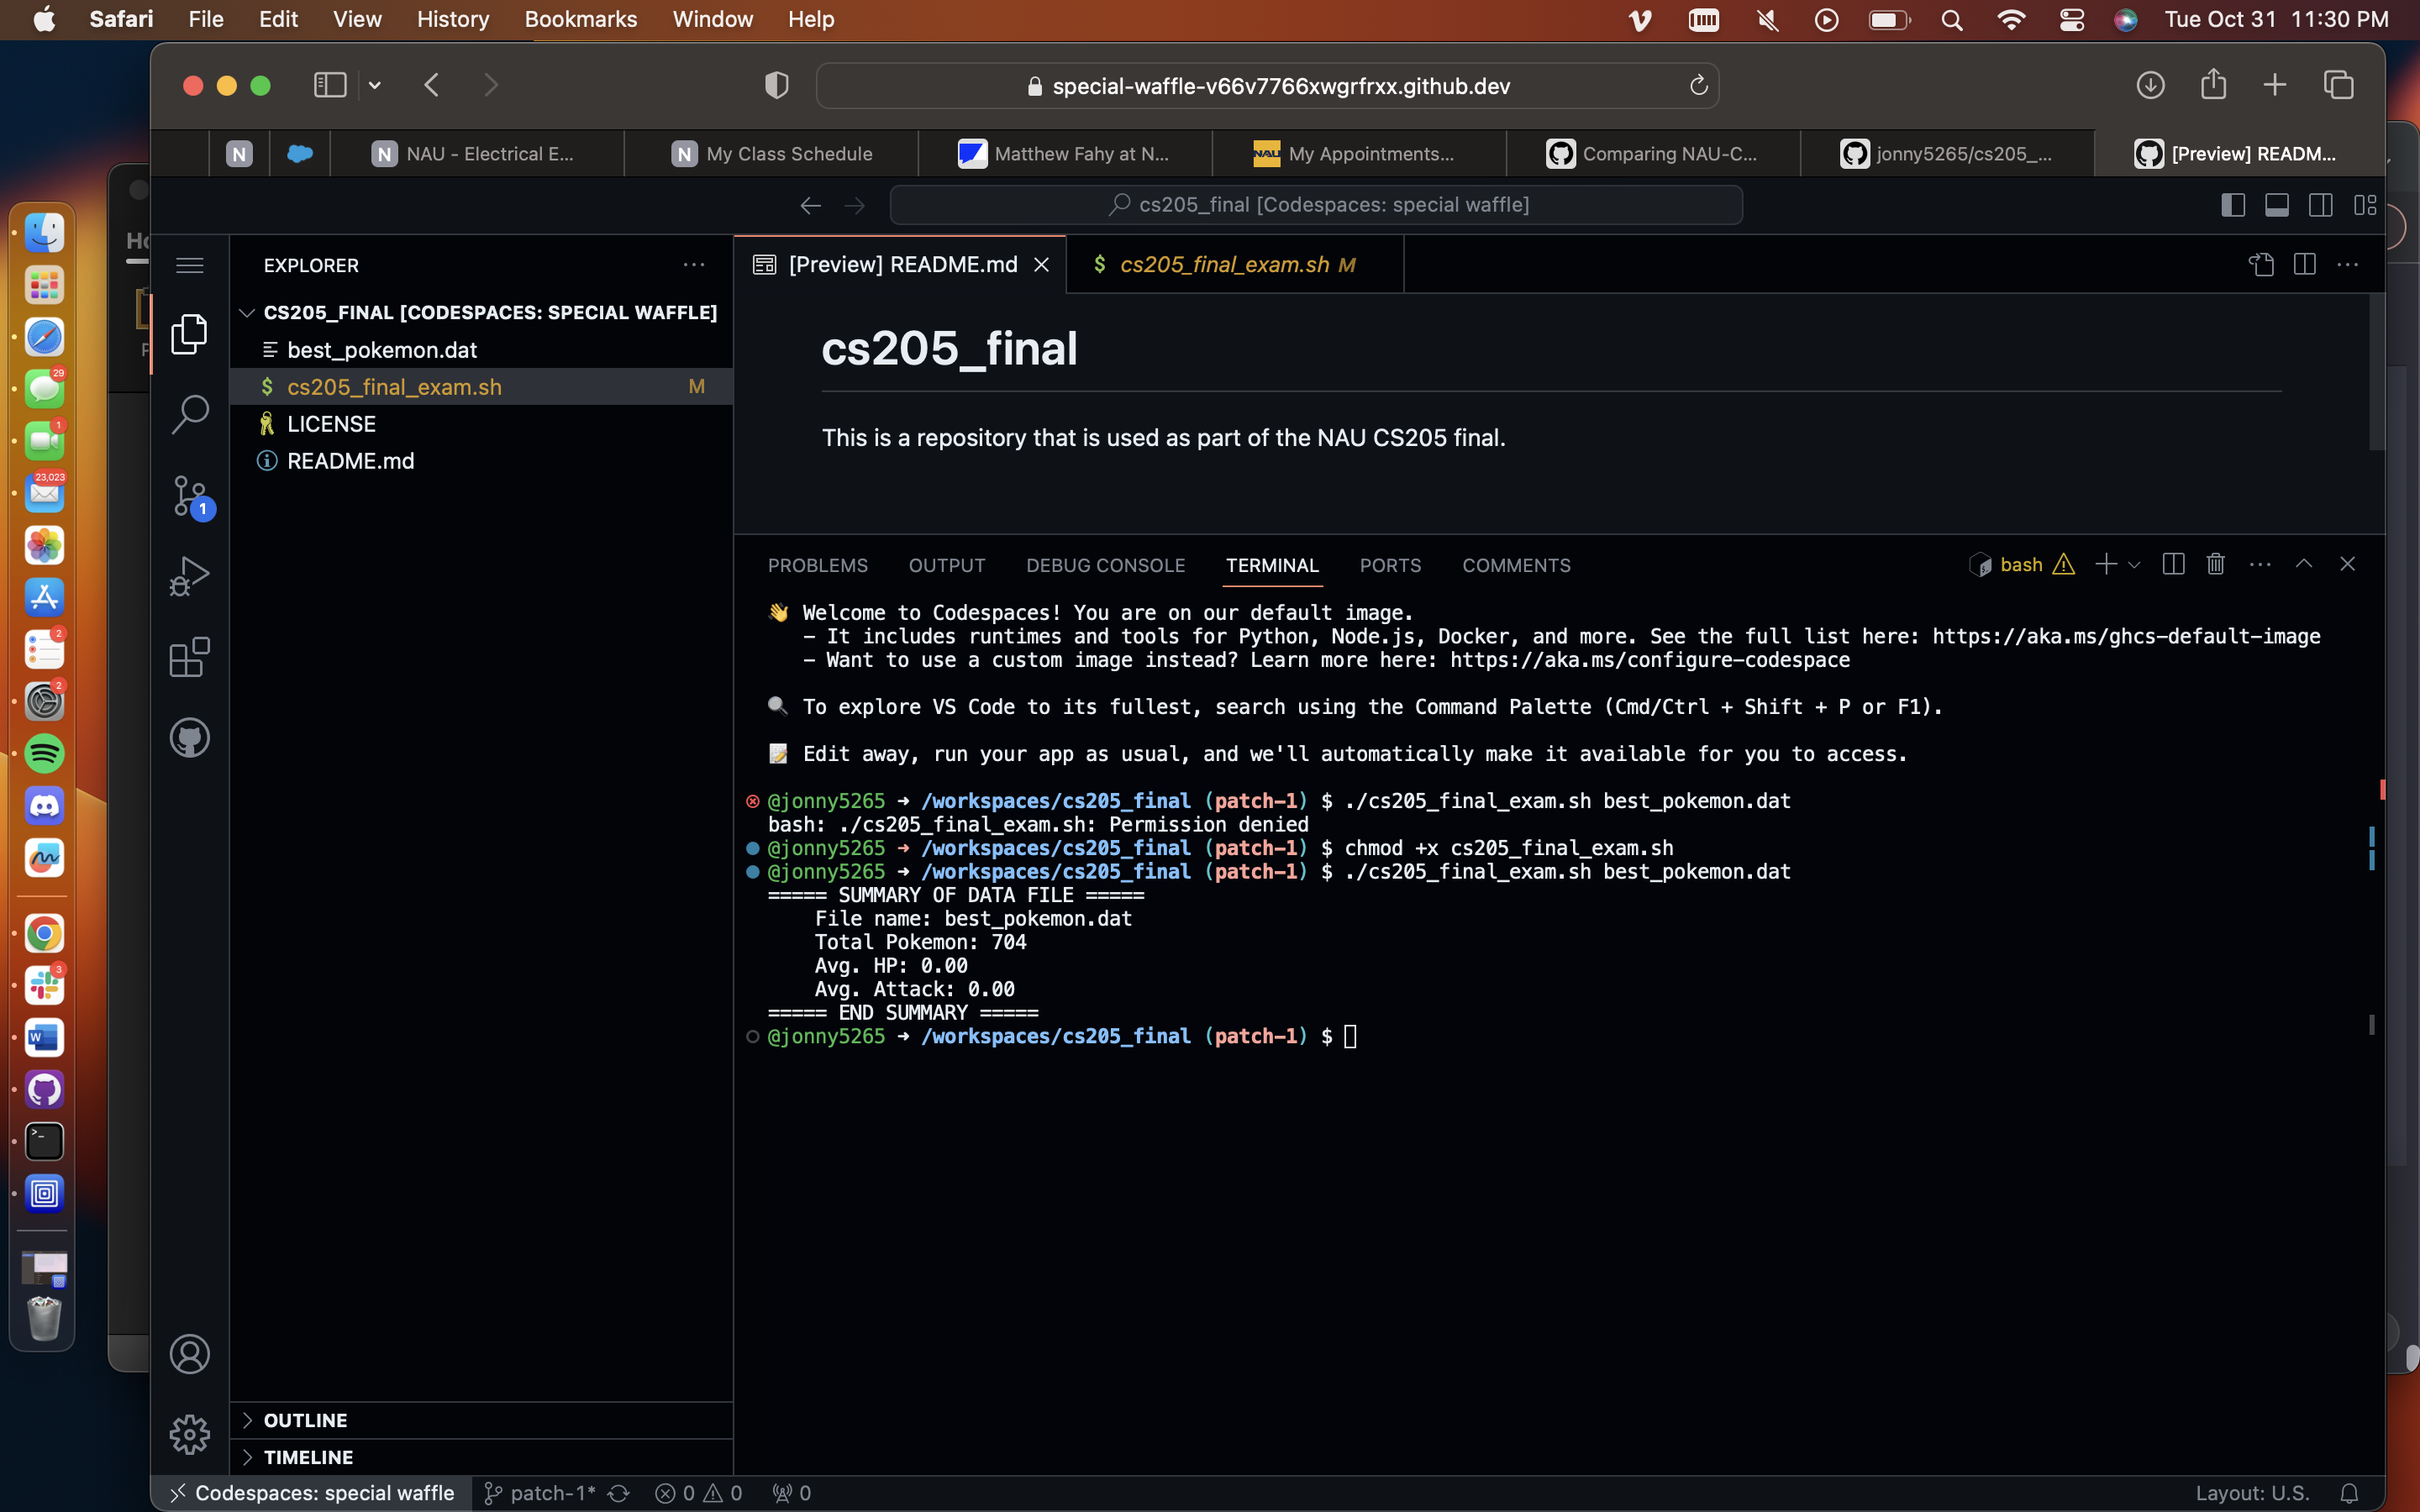 Safari File Edit View History Bookmarks Window Help Tue Oct 31 11:30 PM
special-waffle-v66v7766xwgrfrxx.github.dev
N N NAU - Electrical E... N My Class Schedule Matthew Fahy at N... NAU My Appointments... Comparing NAU-C... jonny5265/cs205_... [Preview] READM...
cs205_final [Codespaces: special waffle]
EXPLORER
CS205_FINAL [CODESPACES: SPECIAL WAFFLE]
best_pokemon.dat
$ cs205_final_exam.sh M
LICENSE
README.md
1
OUTLINE
TIMELINE
[Preview] README.md $ cs205_final_exam.sh M
cs205_final
This is a repository that is used as part of the NAU CS205 final.
PROBLEMS OUTPUT DEBUG CONSOLE TERMINAL PORTS COMMENTS bash
👋 Welcome to Codespaces! You are on our default image.
- It includes runtimes and tools for Python, Node.js, Docker, and more. See the full list here: https://aka.ms/ghcs-default-image
- Want to use a custom image instead? Learn more here: https://aka.ms/configure-codespace
🔍 To explore VS Code to its fullest, search using the Command Palette (Cmd/Ctrl + Shift + P or F1).
📝 Edit away, run your app as usual, and we'll automatically make it available for you to access.
@jonny5265 ➜ /workspaces/cs205_final (patch-1) $ ./cs205_final_exam.sh best_pokemon.dat
bash: ./cs205_final_exam.sh: Permission denied
@jonny5265 ➜ /workspaces/cs205_final (patch-1) $ chmod +x cs205_final_exam.sh
@jonny5265 ➜ /workspaces/cs205_final (patch-1) $ ./cs205_final_exam.sh best_pokemon.dat
===== SUMMARY OF DATA FILE =====
File name: best_pokemon.dat
Total Pokemon: 704
Avg. HP: 0.00
Avg. Attack: 0.00
===== END SUMMARY =====
@jonny5265 ➜ /workspaces/cs205_final (patch-1) $
Codespaces: special waffle patch-1* 0 0 0 Layout: U.S.
29
1
23,023
2
2
3
W